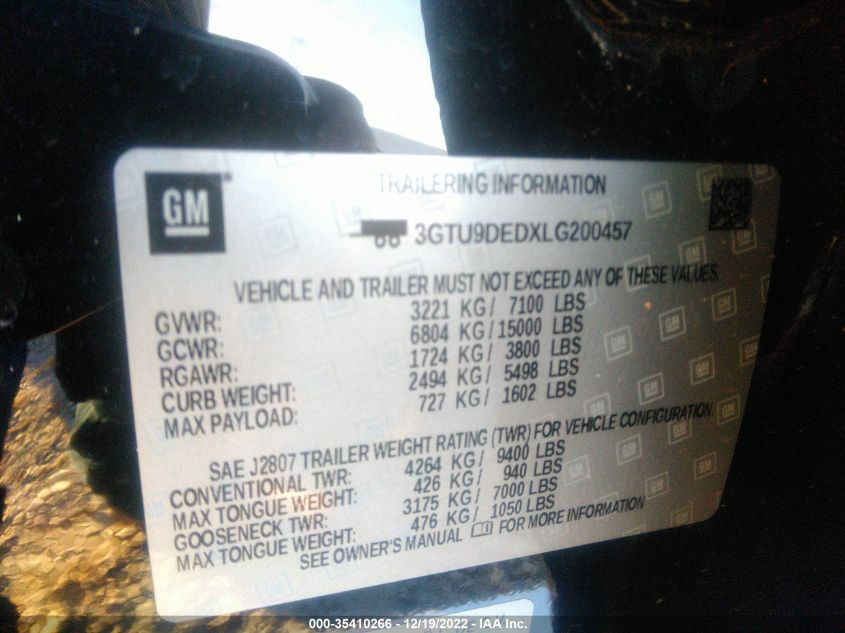 GM
TRAILERING INFORMATION
3GTU9DEDXLG200457
VEHICLE AND TRAILER MUST NOT EXCEED ANY OF THESE VALUES.
GVWR: 3221 KG/ 7100 LBS
GCWR: 6804 KG/15000 LBS
RGAWR: 1724 KG/ 3800 LBS
CURB WEIGHT: 2494 KG/ 5498 LBS
MAX PAYLOAD: 727 KG/ 1602 LBS
SAE J2807 TRAILER WEIGHT RATING (TWR) FOR VEHICLE CONFIGURATION.
CONVENTIONAL TWR: 4264 KG/ 9400 LBS
MAX TONGUE WEIGHT: 426 KG/ 940 LBS
GOOSENECK TWR: 3175 KG/ 7000 LBS
MAX TONGUE WEIGHT: 476 KG/ 1050 LBS
SEE OWNER'S MANUAL FOR MORE INFORMATION
000-35410266 - 12/19/2022 - IAA Inc.